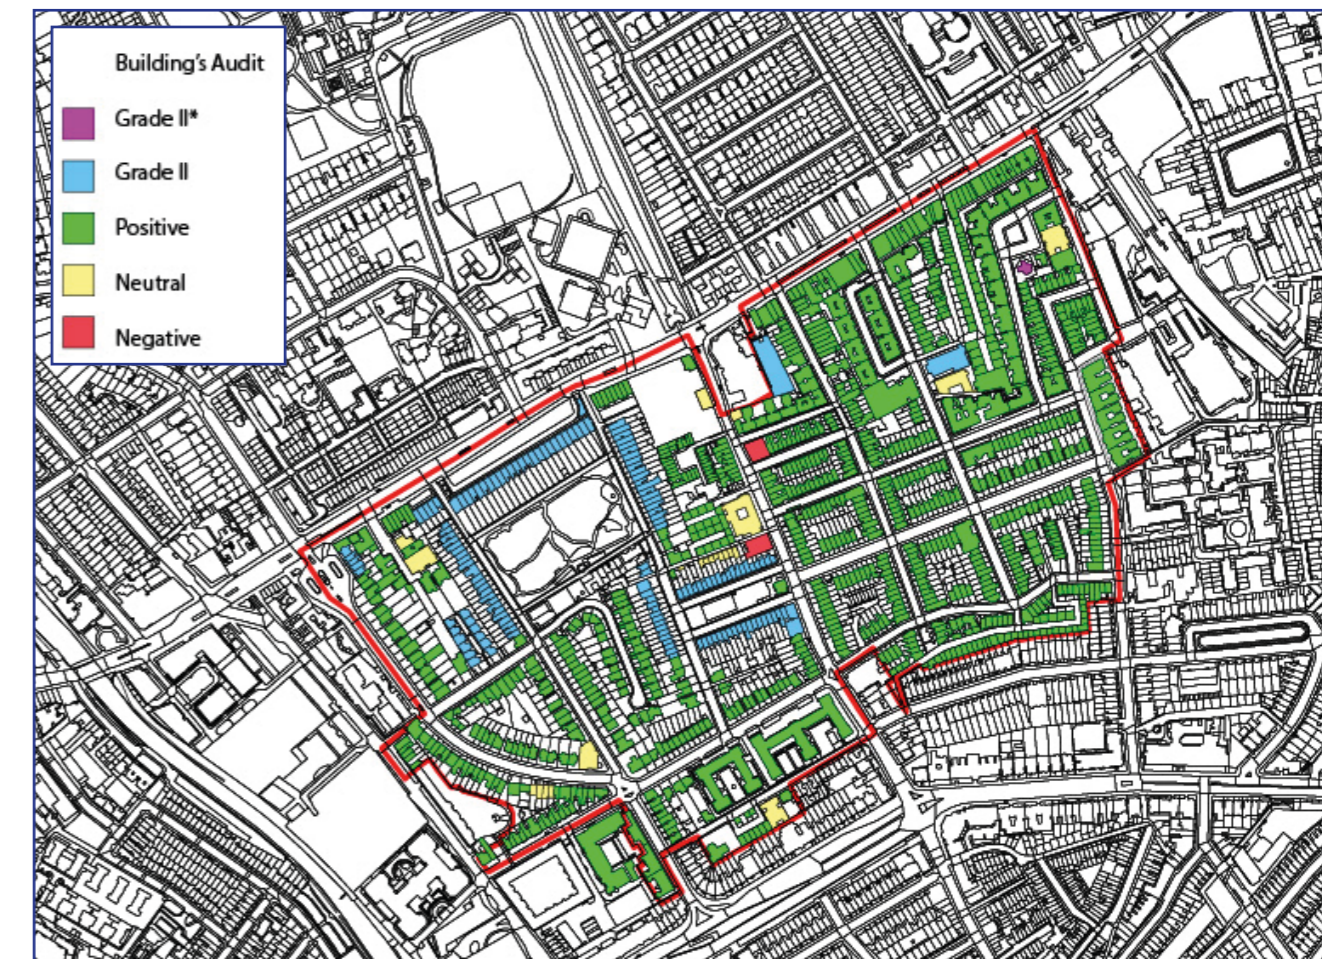 Building's Audit
Grade II*
Grade II
Positive
Neutral
Negative